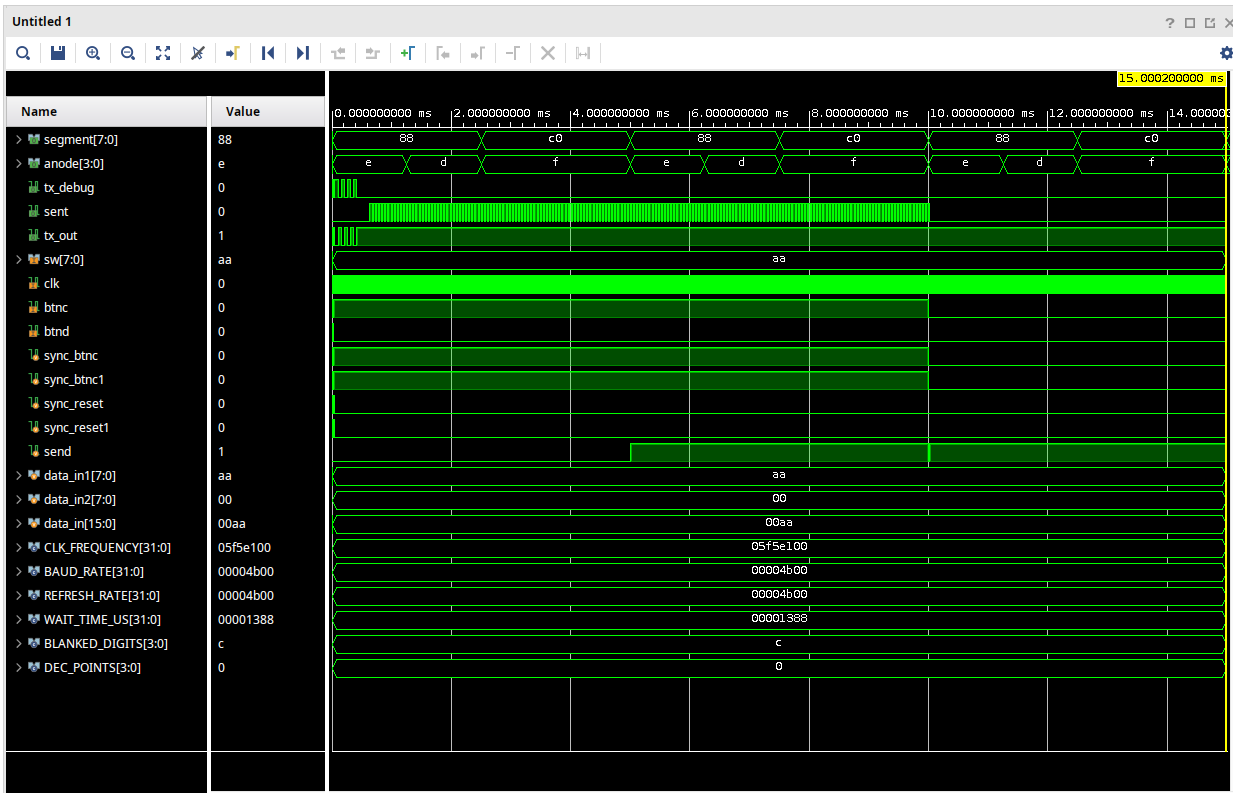 Untitled 1
15.000200000 ms
Name Value
0.000000000 ms 2.000000000 ms 4.000000000 ms 6.000000000 ms 8.000000000 ms 10.000000000 ms 12.000000000 ms 14.0000
segment[7:0] 88 88 c0 88 c0 88 c0
anode[3:0] e e d f e d f e d f
tx_debug 0
sent 0
tx_out 1
sw[7:0] aa aa
clk 0
btnc 0
btnd 0
sync_btnc 0
sync_btnc1 0
sync_reset 0
sync_reset1 0
send 1
data_in1[7:0] aa aa
data_in2[7:0] 00 00
data_in[15:0] 00aa 00aa
CLK_FREQUENCY[31:0] 05f5e100 05f5e100
BAUD_RATE[31:0] 00004b00 00004b00
REFRESH_RATE[31:0] 00004b00 00004b00
WAIT_TIME_US[31:0] 00001388 00001388
BLANKED_DIGITS[3:0] c c
DEC_POINTS[3:0] 0 0